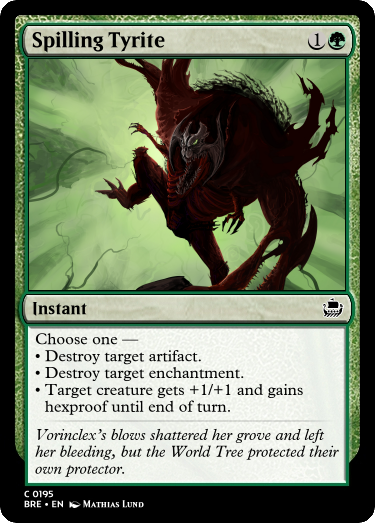 Spilling Tyrite 1
Instant
Choose one —
• Destroy target artifact.
• Destroy target enchantment.
• Target creature gets +1/+1 and gains
hexproof until end of turn.
Vorinclex's blows shattered her grove and left
her bleeding, but the World Tree protected their
own protector.
C 0195
BRE • EN Mathias Lund